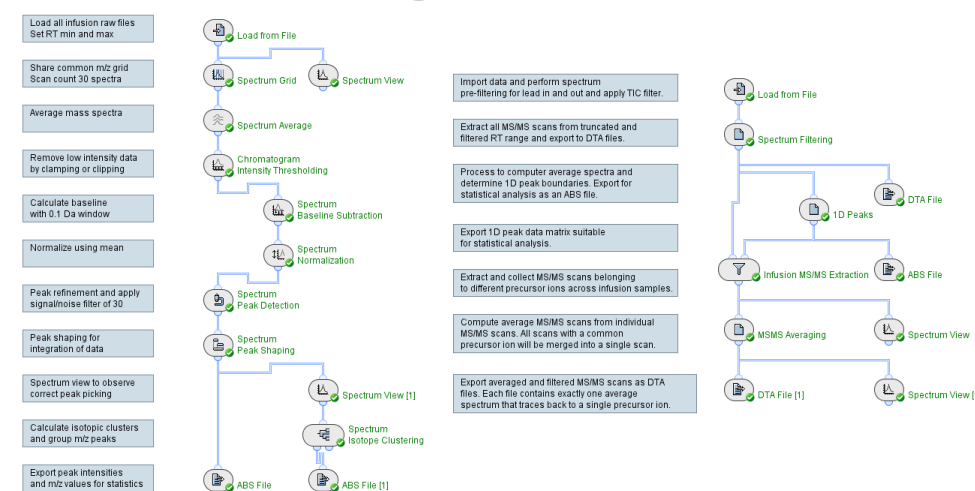 Load all infusion raw files
Set RT min and max
Share common m/z grid
Scan count 30 spectra
Average mass spectra
Remove low intensity data
by clamping or clipping
Calculate baseline
with 0.1 Da window
Normalize using mean
Peak refinement and apply
signal/noise filter of 30
Peak shaping for
integration of data
Spectrum view to observe
correct peak picking
Calculate isotopic clusters
and group m/z peaks
Export peak intensities
and m/z values for statistics
Load from File
Spectrum Grid
Spectrum View
Spectrum Average
Chromatogram
Intensity Thresholding
Spectrum
Baseline Subtraction
Spectrum
Normalization
Spectrum
Peak Detection
Spectrum
Peak Shaping
Spectrum View [1]
Spectrum
Isotope Clustering
ABS File
ABS File [1]
Import data and perform spectrum
pre-filtering for lead in and out and apply TIC filter.
Extract all MS/MS scans from truncated and
filtered RT range and export to DTA files.
Process to computer average spectra and
determine 1D peak boundaries. Export for
statistical analysis as an ABS file.
Export 1D peak data matrix suitable
for statistical analysis.
Extract and collect MS/MS scans belonging
to different precursor ions across infusion samples.
Compute average MS/MS scans from individual
MS/MS scans. All scans with a common
precursor ion will be merged into a single scan.
Export averaged and filtered MS/MS scans as DTA
files. Each file contains exactly one average
spectrum that traces back to a single precursor ion.
Load from File
Spectrum Filtering
DTA File
1D Peaks
Infusion MS/MS Extraction
ABS File
MSMS Averaging
Spectrum View
DTA File [1]
Spectrum View [